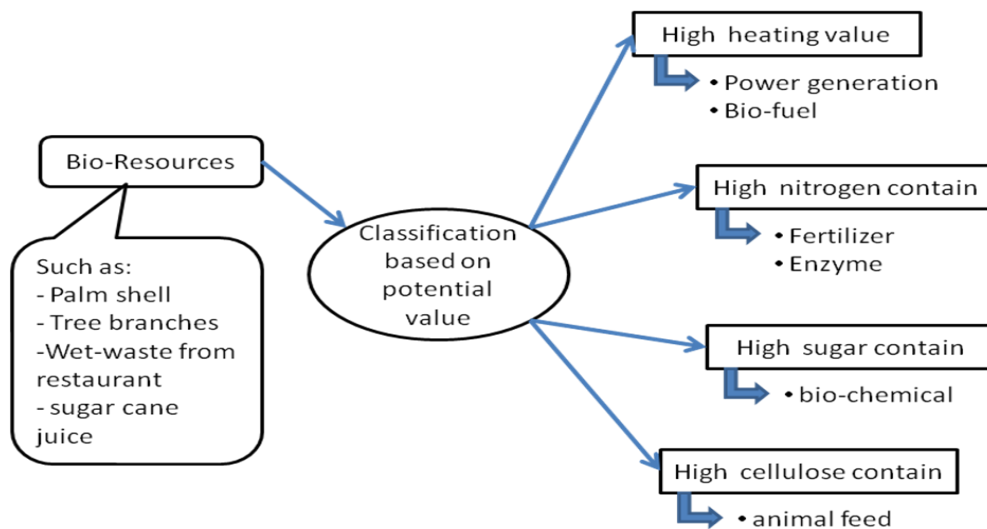 Bio-Resources
Such as:
- Palm shell
- Tree branches
-Wet-waste from
restaurant
- sugar cane
juice
Classification
based on
potential
value
High heating value
• Power generation
• Bio-fuel
High nitrogen contain
• Fertilizer
• Enzyme
High sugar contain
• bio-chemical
High cellulose contain
• animal feed